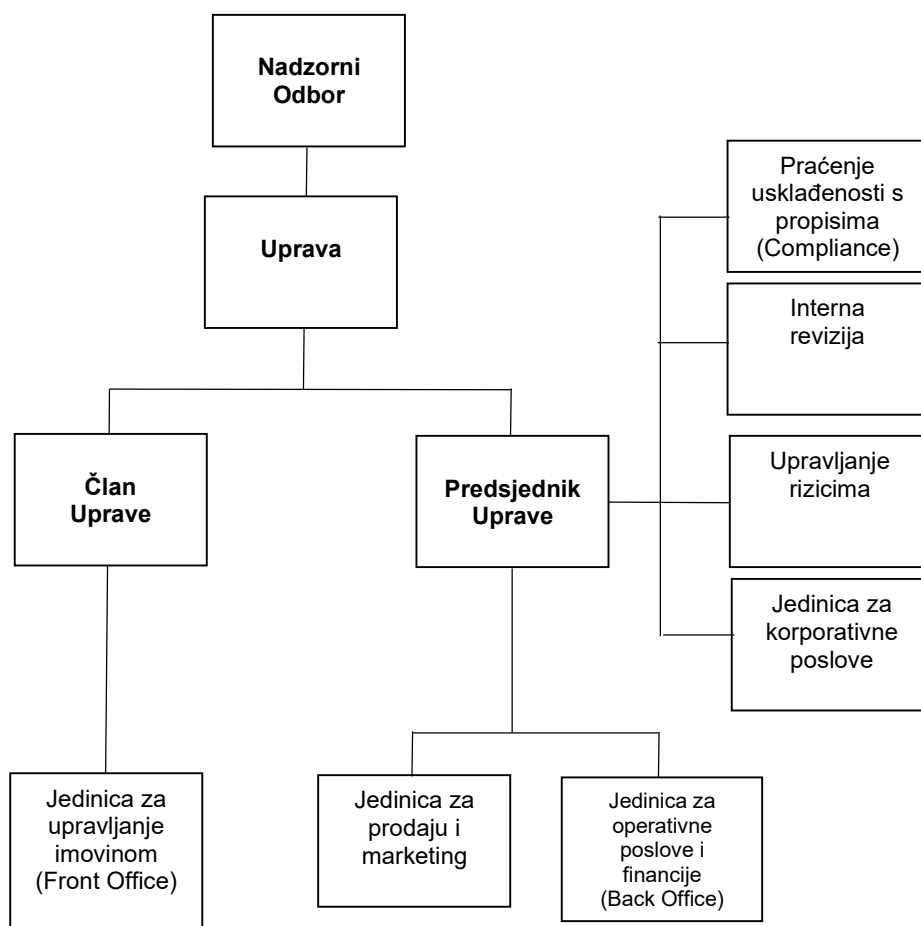 Nadzorni
Odbor
Uprava
Praćenje
usklađenosti s
propisima
(Compliance)
Interna
revizija
Upravljanje
rizicima
Jedinica za
korporativne
poslove
Član
Uprave
Predsjednik
Uprave
Jedinica za
upravljanje
imovinom
(Front Office)
Jedinica za
prodaju i
marketing
Jedinica za
operativne
poslove i
financije
(Back Office)